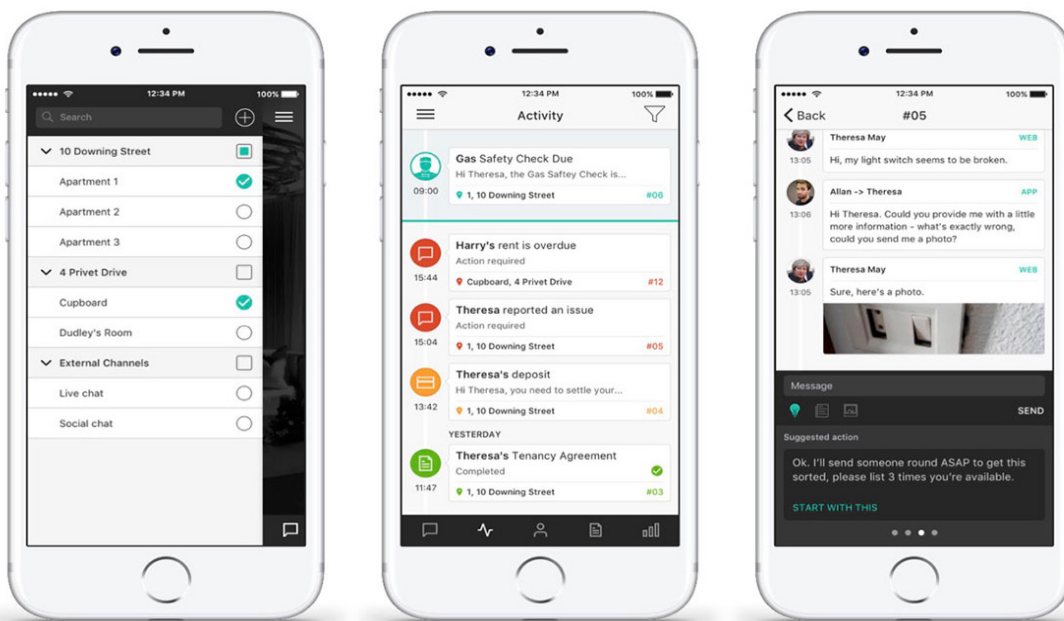 12:34 PM
100%
Search
10 Downing Street
Apartment 1
Apartment 2
Apartment 3
4 Privet Drive
Cupboard
Dudley's Room
External Channels
Live chat
Social chat
12:34 PM
100%
Activity
Gas Safety Check Due
Hi Theresa, the Gas Saftey Check is...
09:00
1, 10 Downing Street
#06
Harry's rent is overdue
Action required
15:44
Cupboard, 4 Privet Drive
#12
Theresa reported an issue
Action required
15:04
1, 10 Downing Street
#05
Theresa's deposit
Hi Theresa, you need to settle your...
13:42
1, 10 Downing Street
#04
YESTERDAY
Theresa's Tenancy Agreement
Completed
11:47
1, 10 Downing Street
#03
12:34 PM
100%
Back
#05
Theresa May
WEB
13:05
Hi, my light switch seems to be broken.
Allan -> Theresa
APP
13:06
Hi Theresa. Could you provide me with a little
more information - what's exactly wrong,
could you send me a photo?
Theresa May
WEB
13:05
Sure, here's a photo.
Message
SEND
Suggested action
Ok. I'll send someone round ASAP to get this
sorted, please list 3 times you're available.
START WITH THIS